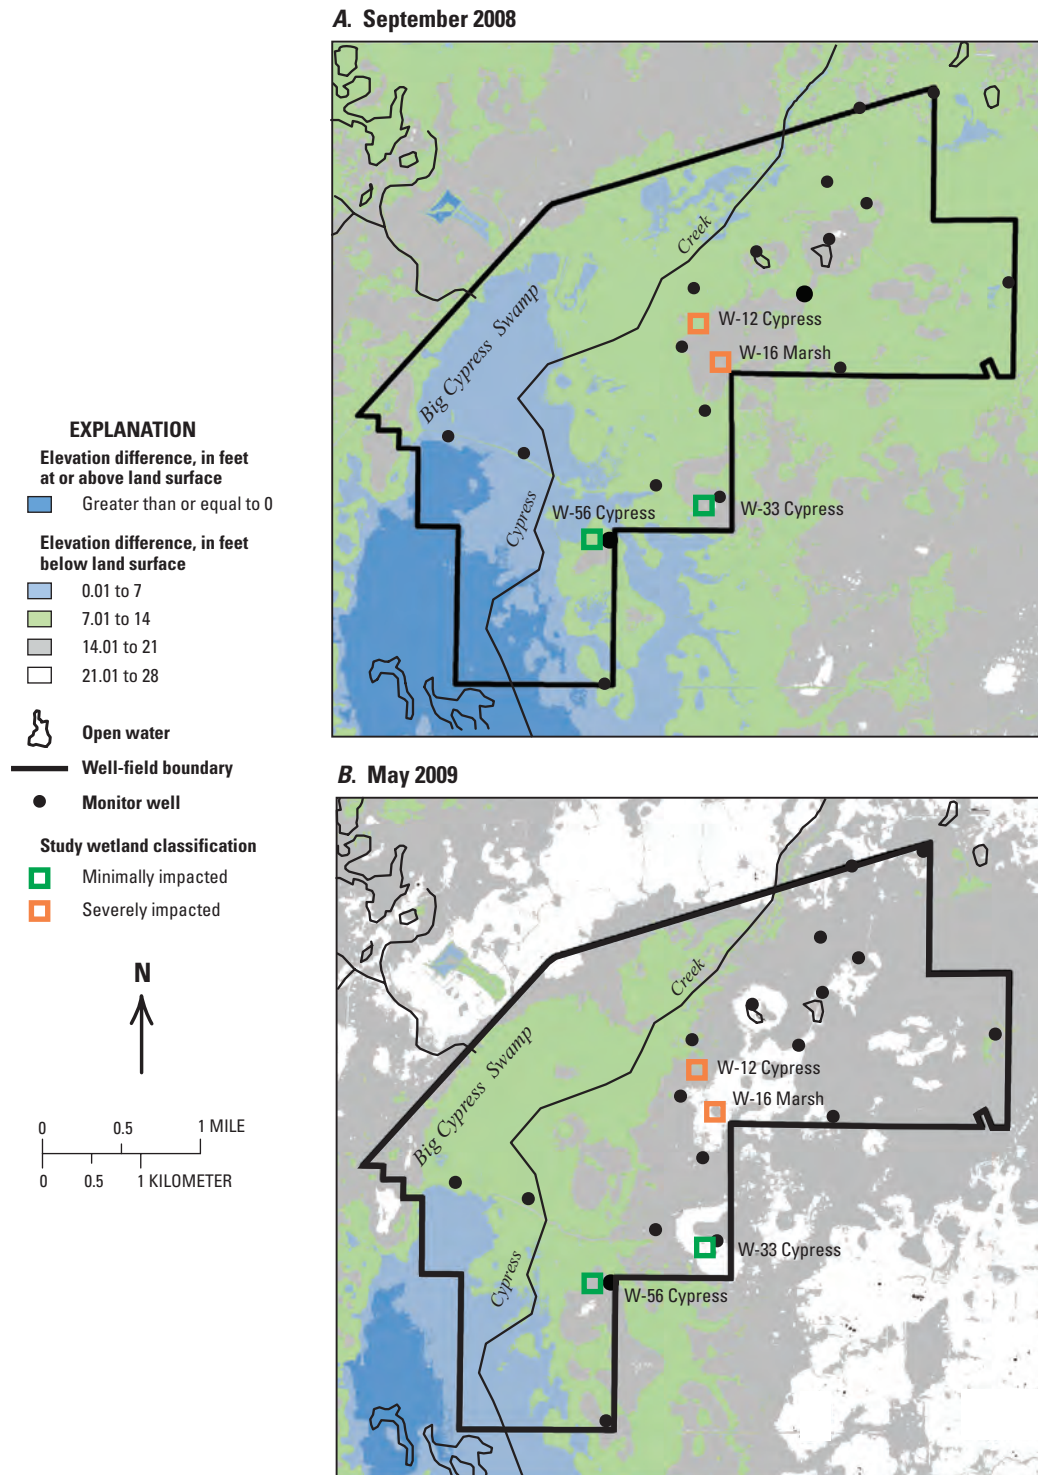 A. September 2008
Creek
Big Cypress Swamp
W-12 Cypress
W-16 Marsh
W-56 Cypress
W-33 Cypress
Cypress
EXPLANATION
Elevation difference, in feet
at or above land surface
Greater than or equal to 0
Elevation difference, in feet
below land surface
0.01 to 7
7.01 to 14
14.01 to 21
21.01 to 28
Open water
Well-field boundary
Monitor well
Study wetland classification
Minimally impacted
Severely impacted
N
0 0.5 1 MILE
0 0.5 1 KILOMETER
B. May 2009
Creek
Big Cypress Swamp
W-12 Cypress
W-16 Marsh
W-33 Cypress
Cypress
W-56 Cypress